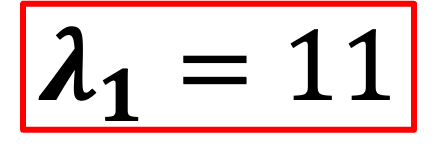 λ₁ = 11